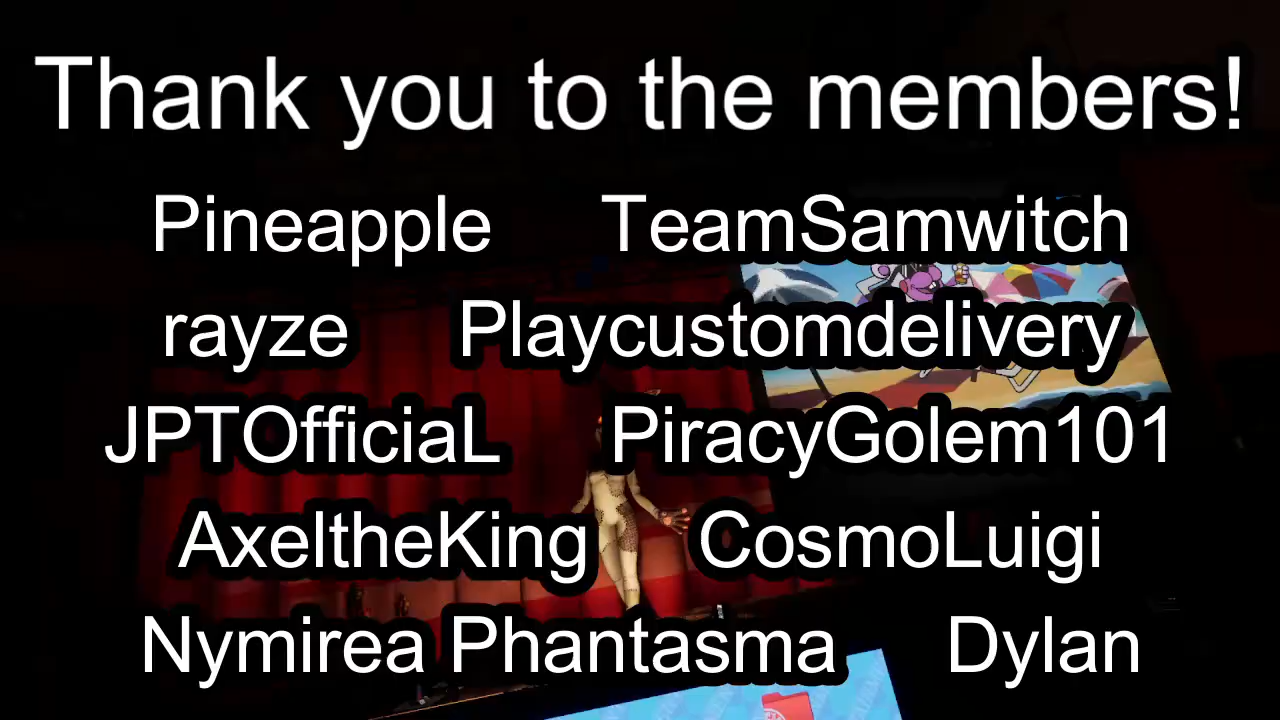 Thank you to the members!
Pineapple TeamSamwitch
rayze Playcustomdelivery
JPTOfficiaL PiracyGolem101
AxeltheKing CosmoLuigi
Nymirea Phantasma Dylan